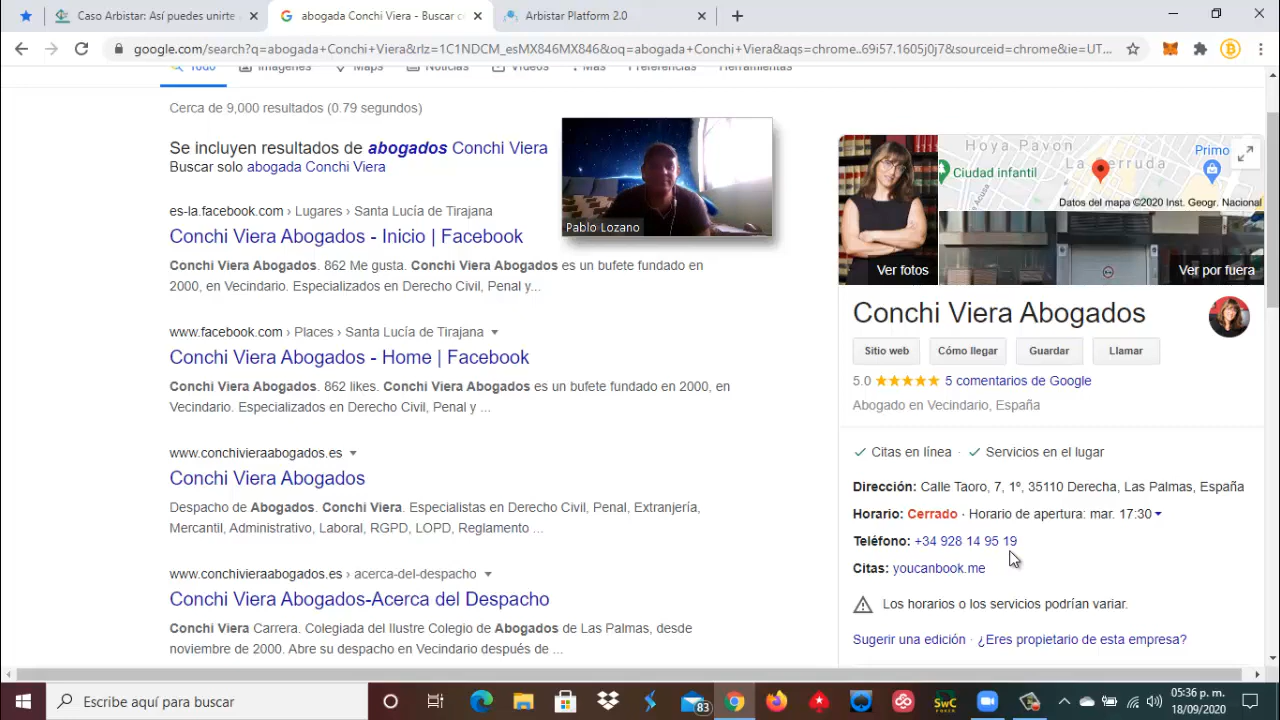 Caso Arbistar: Así puedes unirte
abogada Conchi Viera - Buscar co
Arbistar Platform 2.0
google.com/search?q=abogada+Conchi+Viera&rlz=1C1NDCM_esMX846MX846&oq=abogada+Conchi+Viera&aqs=chrome..69i57.1605j0j7&sourceid=chrome&ie=UT...
Todo
Imágenes
Maps
Noticias
Videos
Más
Preferencias
Herramientas
Cerca de 9,000 resultados (0.79 segundos)
Se incluyen resultados de abogados Conchi Viera
Buscar solo abogada Conchi Viera
es-la.facebook.com › Lugares › Santa Lucía de Tirajana
Conchi Viera Abogados - Inicio | Facebook
Conchi Viera Abogados. 862 Me gusta. Conchi Viera Abogados es un bufete fundado en
2000, en Vecindario. Especializados en Derecho Civil, Penal y...
www.facebook.com › Places › Santa Lucía de Tirajana
Conchi Viera Abogados - Home | Facebook
Conchi Viera Abogados. 862 likes. Conchi Viera Abogados es un bufete fundado en 2000, en
Vecindario. Especializados en Derecho Civil, Penal y ...
www.conchivieraabogados.es
Conchi Viera Abogados
Despacho de Abogados. Conchi Viera. Especialistas en Derecho Civil, Penal, Extranjería,
Mercantil, Administrativo, Laboral, RGPD, LOPD, Reglamento ...
www.conchivieraabogados.es › acerca-del-despacho
Conchi Viera Abogados-Acerca del Despacho
Conchi Viera Carrera. Colegiada del Ilustre Colegio de Abogados de Las Palmas, desde
noviembre de 2000. Abre su despacho en Vecindario después de ...
Pablo Lozano
Hoya Pavon
Ciudad infantil
Primo
Datos del mapa ©2020 Inst. Geogr. Nacional
Ver fotos
Ver por fuera
Conchi Viera Abogados
Sitio web
Cómo llegar
Guardar
Llamar
5.0 ★★★★★ 5 comentarios de Google
Abogado en Vecindario, España
✓ Citas en línea · ✓ Servicios en el lugar
Dirección: Calle Taoro, 7, 1º, 35110 Derecha, Las Palmas, España
Horario: Cerrado · Horario de apertura: mar. 17:30
Teléfono: +34 928 14 95 19
Citas: youcanbook.me
Los horarios o los servicios podrían variar.
Sugerir una edición · ¿Eres propietario de esta empresa?
Escribe aquí para buscar
83
SwC
POKER
05:36 p. m.
18/09/2020